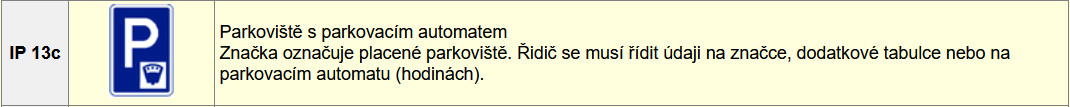 IP 13c
P
Parkoviště s parkovacím automatem
Značka označuje placené parkoviště. Řidič se musí řídit údaji na značce, dodatkové tabulce nebo na
parkovacím automatu (hodinách).